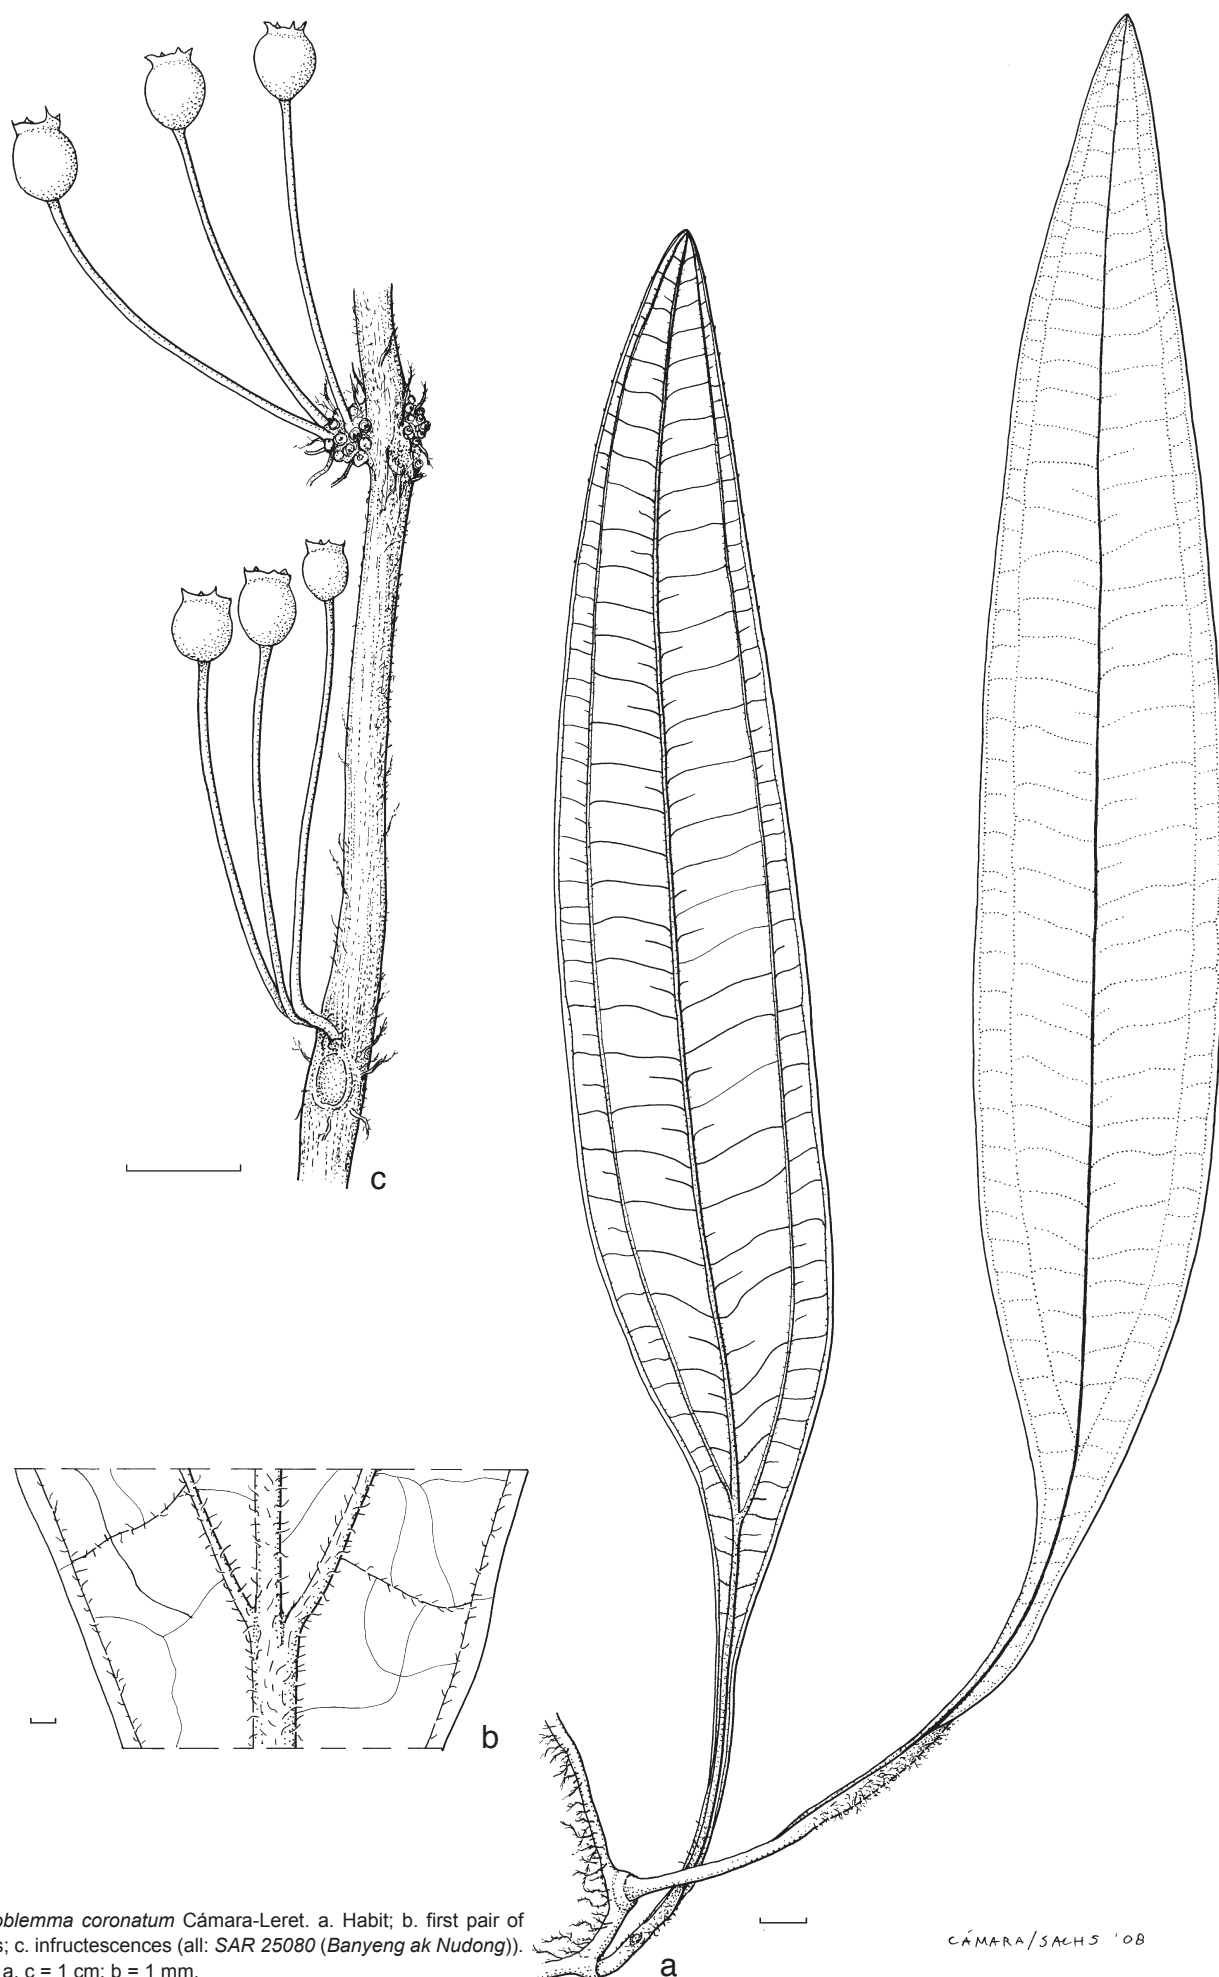 c
b
oblemma coronatum Cámara-Leret. a. Habit; b. first pair of
s; c. infructescences (all: SAR 25080 (Banyeng ak Nudong)).
a, c = 1 cm; b = 1 mm.
a
CÁMARA/SACHS '08